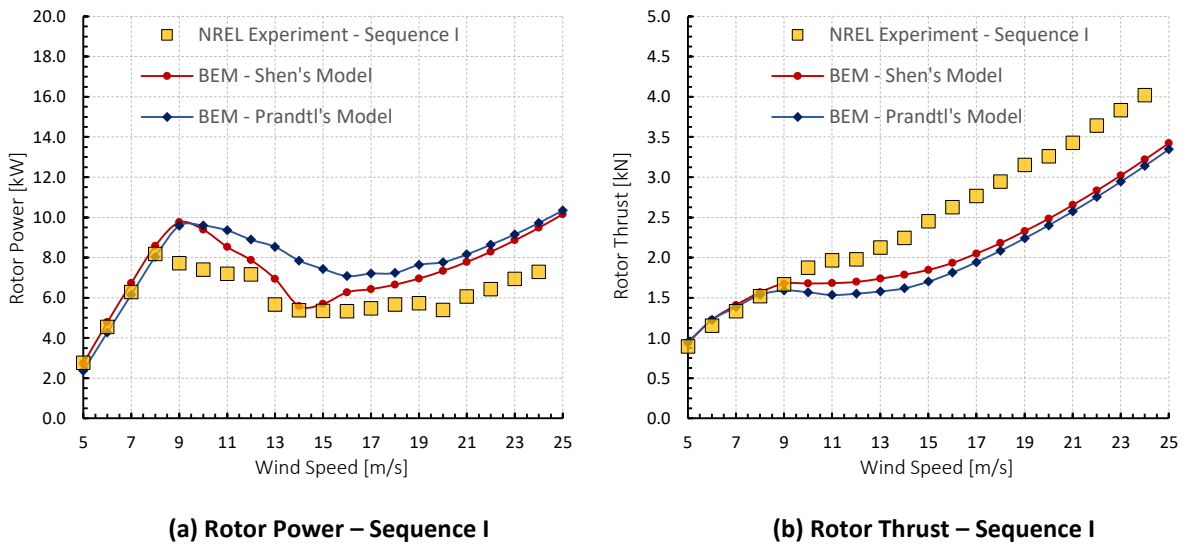 20.0
18.0
16.0
14.0
12.0
10.0
8.0
6.0
4.0
2.0
0.0
Rotor Power [kW]
NREL Experiment - Sequence I
BEM - Shen's Model
BEM - Prandtl's Model
5 7 9 11 13 15 17 19 21 23 25
Wind Speed [m/s]
(a) Rotor Power – Sequence I
5.0
4.5
4.0
3.5
3.0
2.5
2.0
1.5
1.0
0.5
0.0
Rotor Thrust [kN]
NREL Experiment - Sequence I
BEM - Shen's Model
BEM - Prandtl's Model
5 7 9 11 13 15 17 19 21 23 25
Wind Speed [m/s]
(b) Rotor Thrust – Sequence I